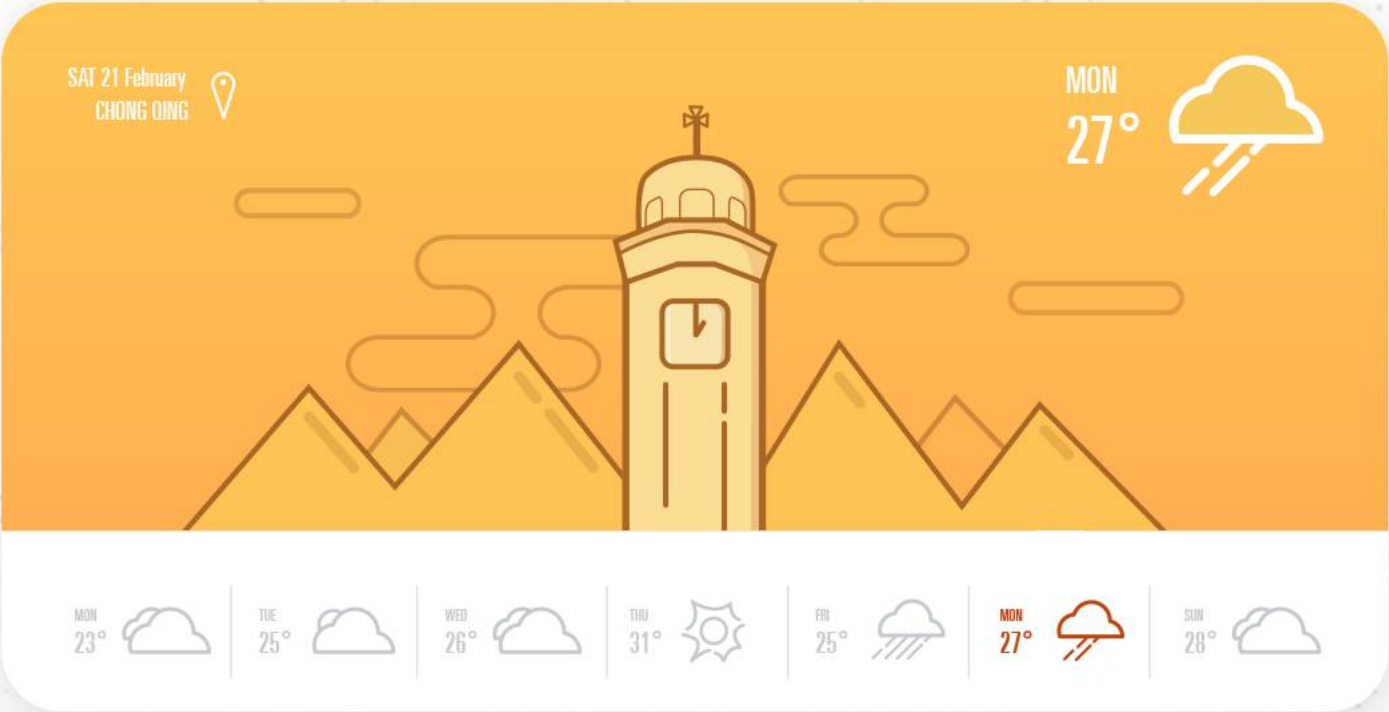 SAT 21 February
CHONG QING
MON
27°
MON
23°
TUE
25°
WED
26°
THU
31°
FRI
25°
MON
27°
SUN
28°